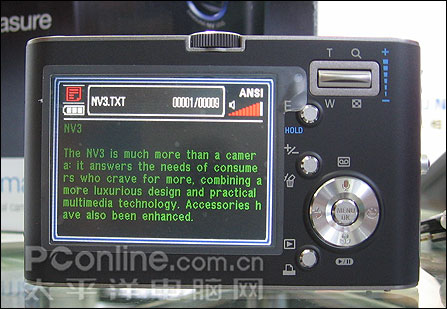 asure
T
W
E
HOLD
NV3.TXT
00001/00009
ANSI
NV3
The NV3 is much more than a camer
a: it answers the needs of consume
rs who crave for more, combining a
more luxurious design and practical
multimedia technology. Accessories h
ave also been enhanced.
MENU
OK
PConline.com.cn
太平洋电脑网